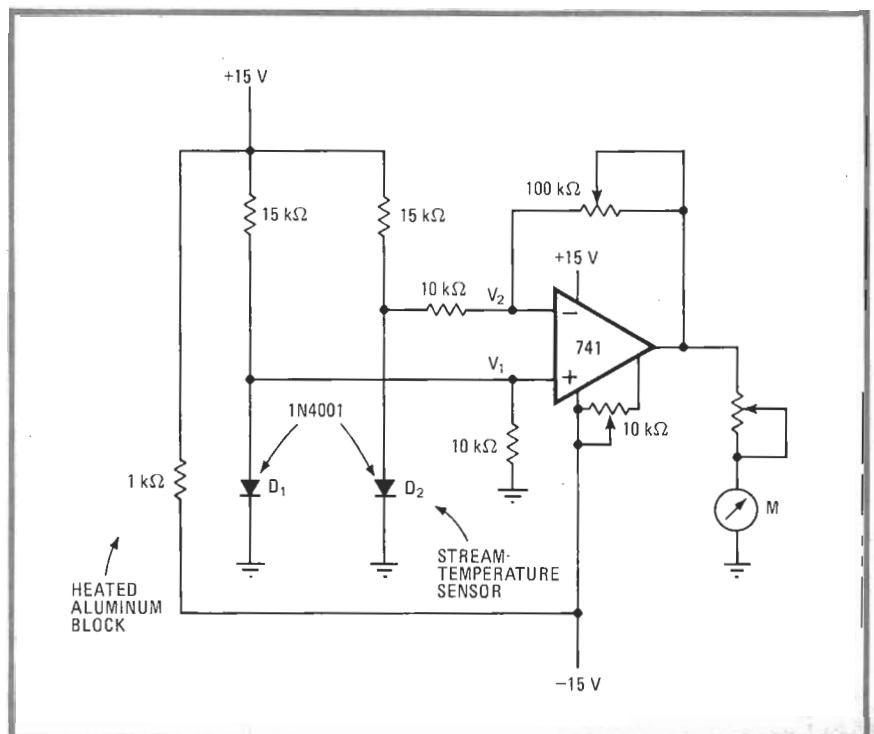 +15 V
15 kΩ
15 kΩ
100 kΩ
+15 V
10 kΩ
V₂
−
741
V₁
+
1N4001
10 kΩ
10 kΩ
1 kΩ
D₁
D₂
M
HEATED
ALUMINUM
BLOCK
STREAM-
TEMPERATURE
SENSOR
−15 V